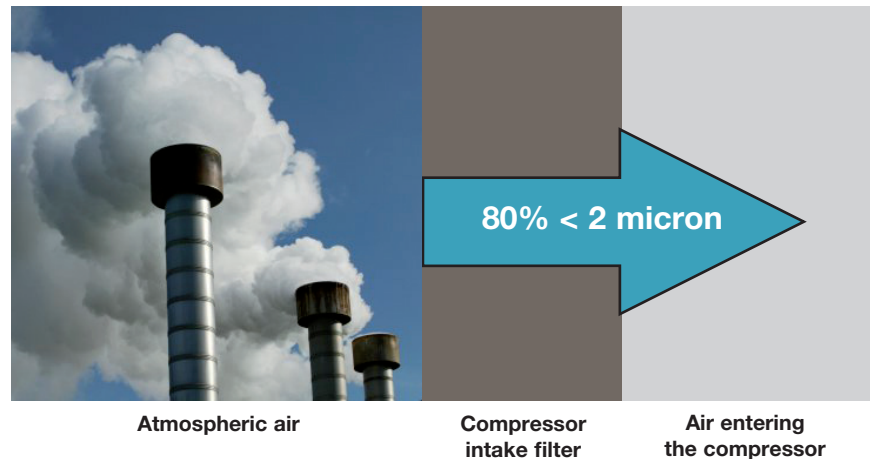 80% < 2 micron
Atmospheric air
Compressor
intake filter
Air entering
the compressor